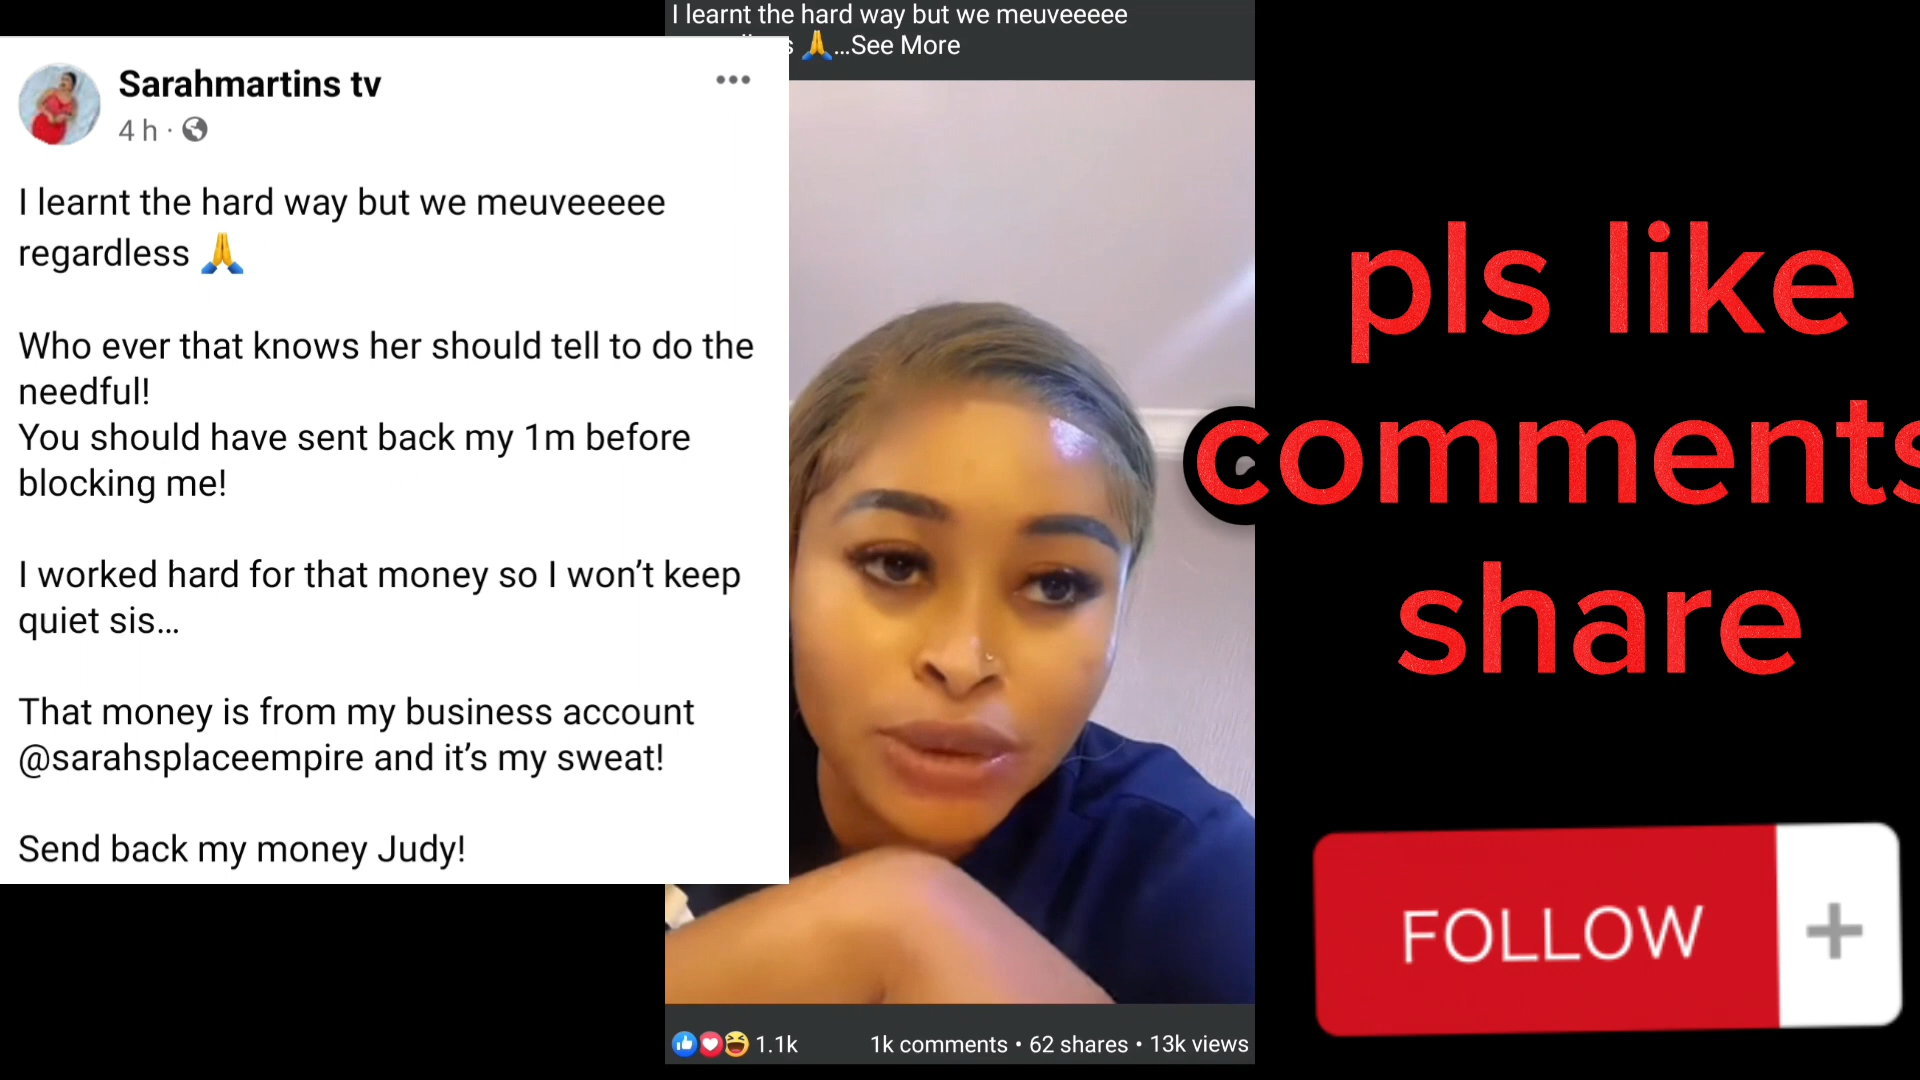 I learnt the hard way but we meuveeeee
🙏...See More
Sarahmartins tv
4 h ·
I learnt the hard way but we meuveeeee
regardless 🙏
Who ever that knows her should tell to do the
needful!
You should have sent back my 1m before
blocking me!
I worked hard for that money so I won’t keep
quiet sis...
That money is from my business account
@sarahsplaceempire and it’s my sweat!
Send back my money Judy!
1.1k
1k comments • 62 shares • 13k views
pls like
comments
share
FOLLOW +